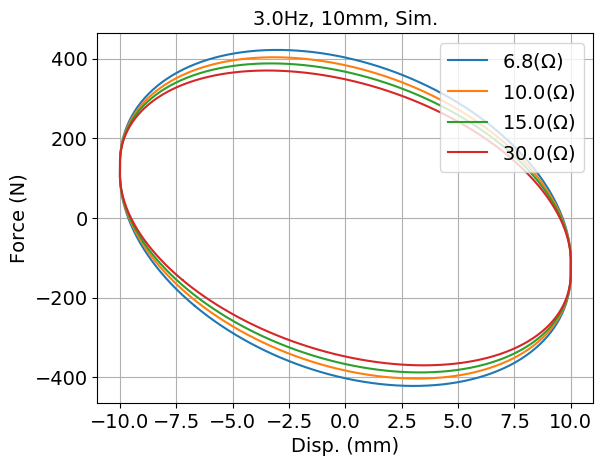 3.0Hz, 10mm, Sim.
6.8(Ω)
10.0(Ω)
15.0(Ω)
30.0(Ω)
Force (N)
400
200
0
−200
−400
−10.0 −7.5 −5.0 −2.5 0.0 2.5 5.0 7.5 10.0
Disp. (mm)